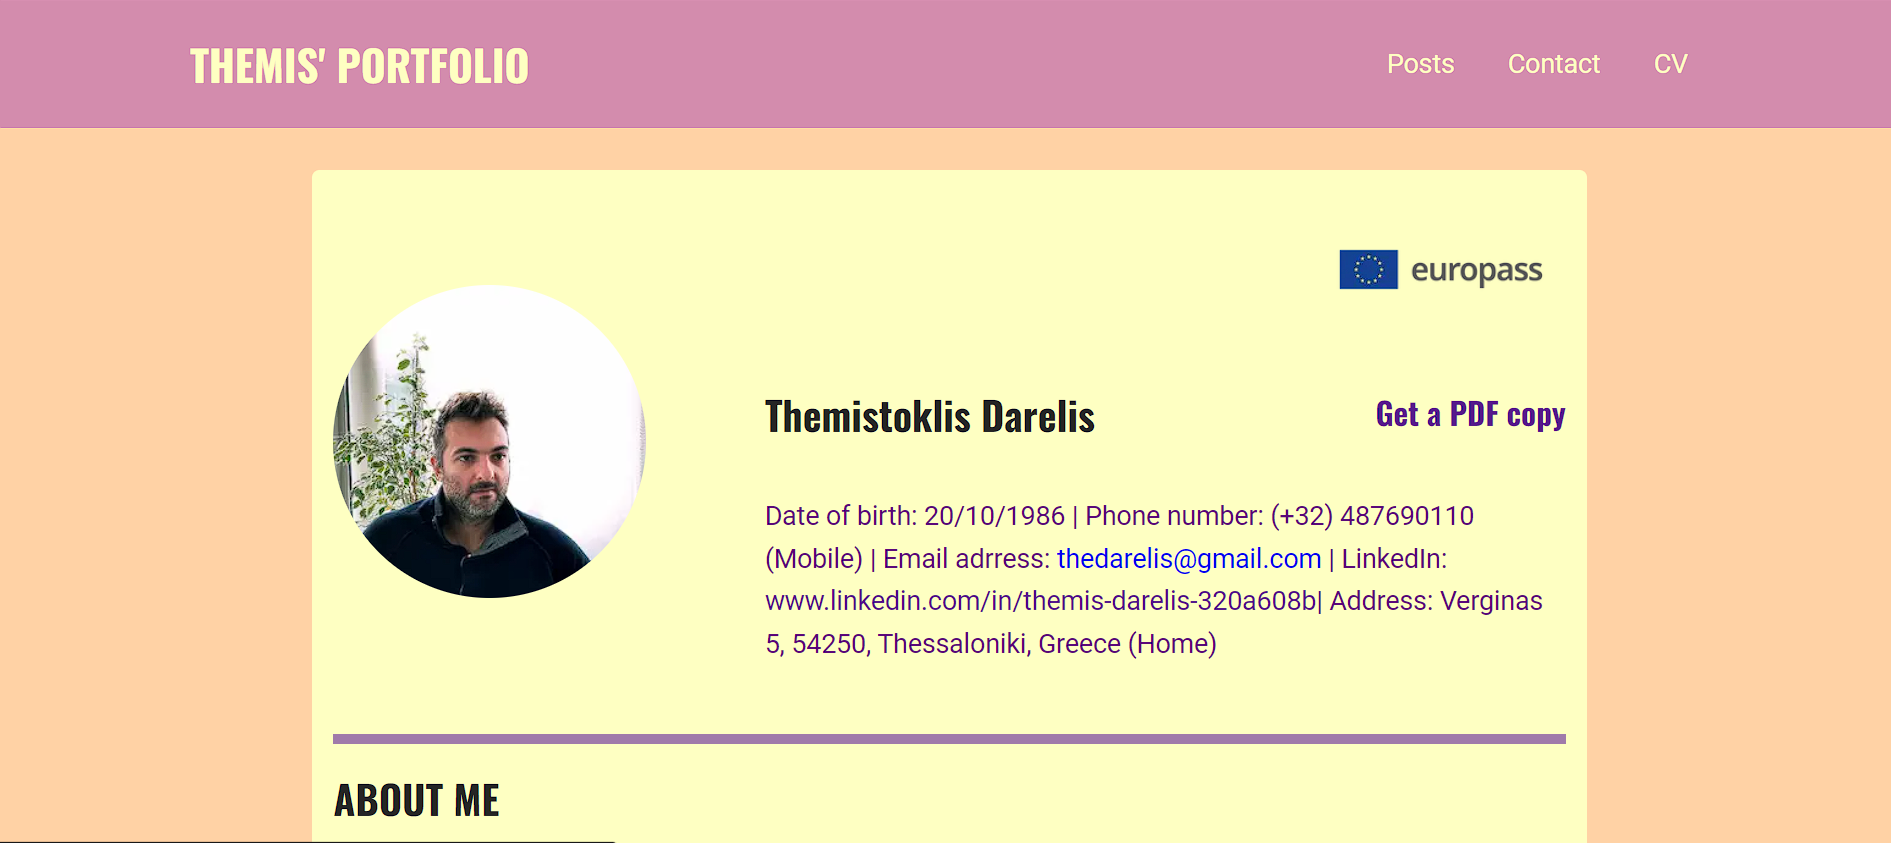 THEMIS' PORTFOLIO
Posts
Contact
CV
europass
Themistoklis Darelis
Get a PDF copy
Date of birth: 20/10/1986 | Phone number: (+32) 487690110
(Mobile) | Email adrress: thedarelis@gmail.com | LinkedIn:
www.linkedin.com/in/themis-darelis-320a608b| Address: Verginas
5, 54250, Thessaloniki, Greece (Home)
ABOUT ME